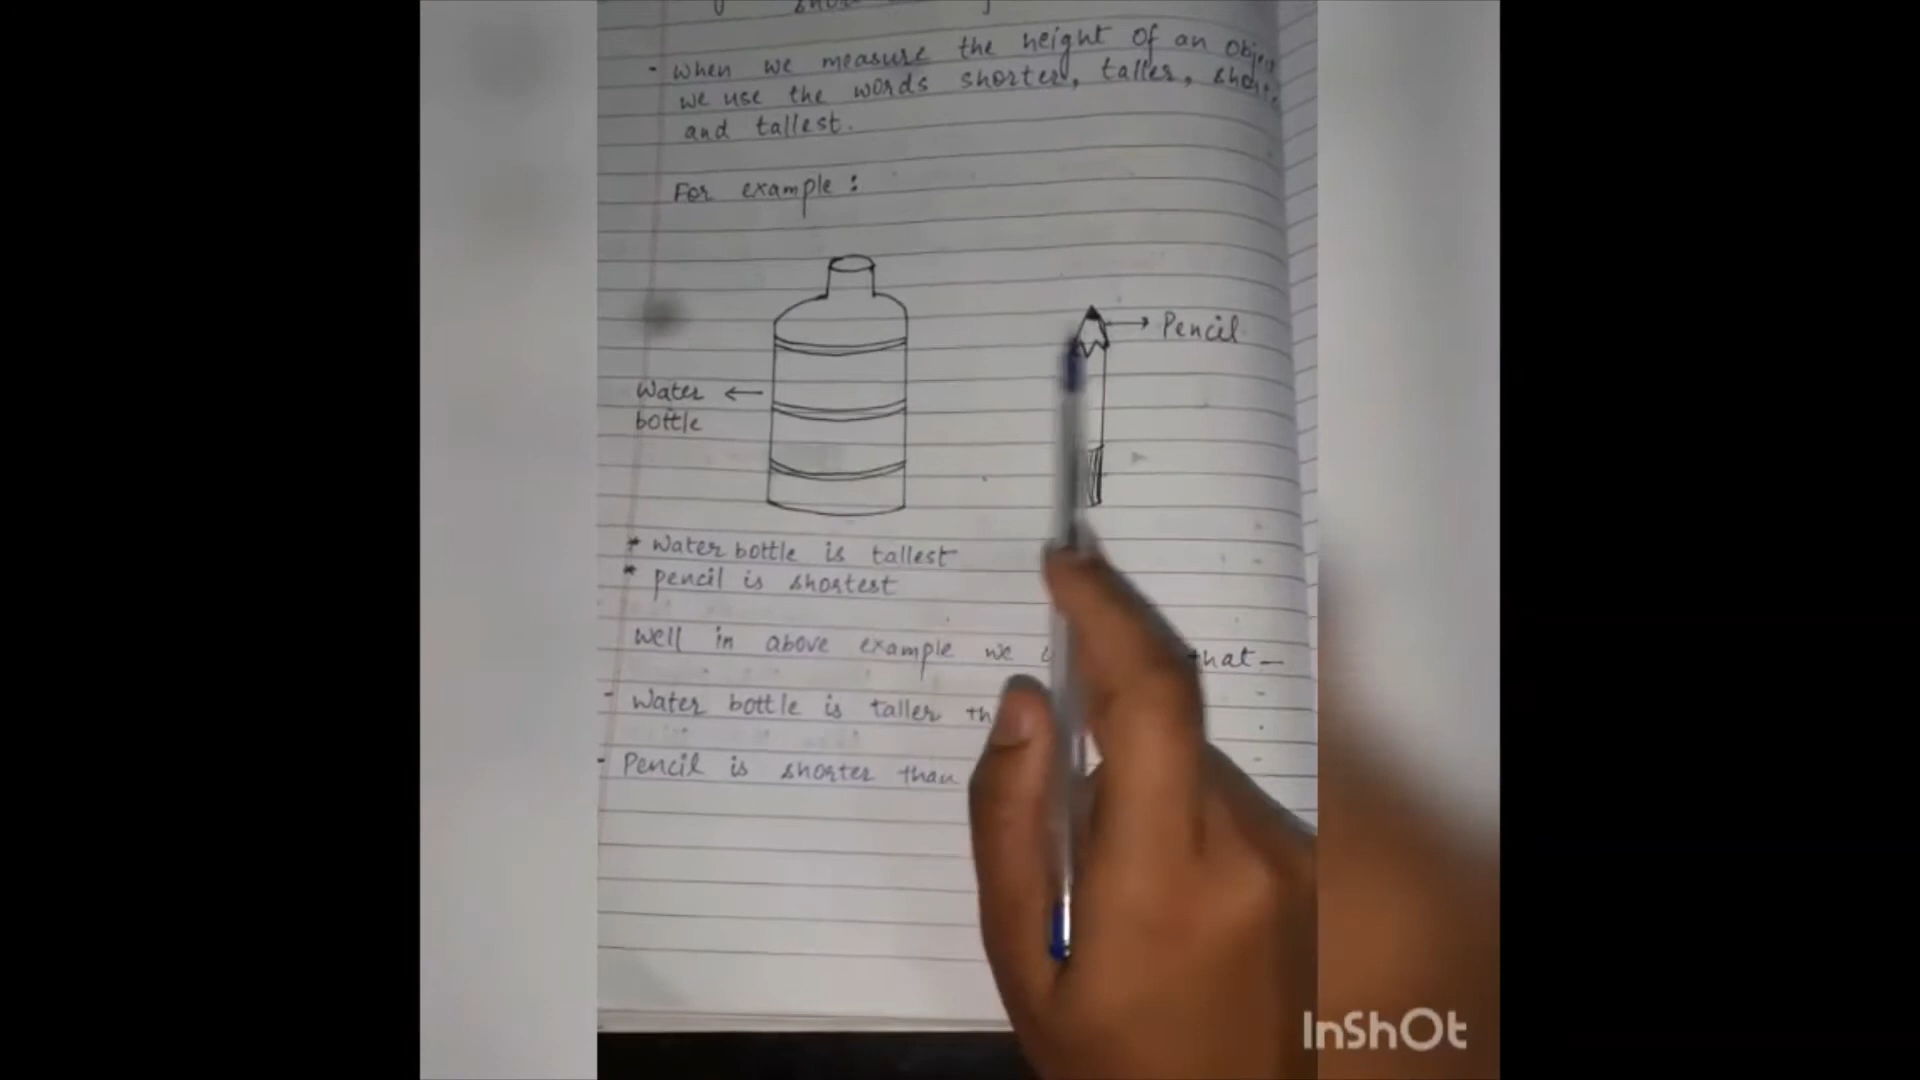 - When we measure the height of an object
we use the words shorter, taller,
and tallest.
For example :
→ Pencil
Water ←
bottle
* Water bottle is tallest
* pencil is shortest
Well in above example we that —
- Water bottle is taller
- Pencil is shorter than
InShOt